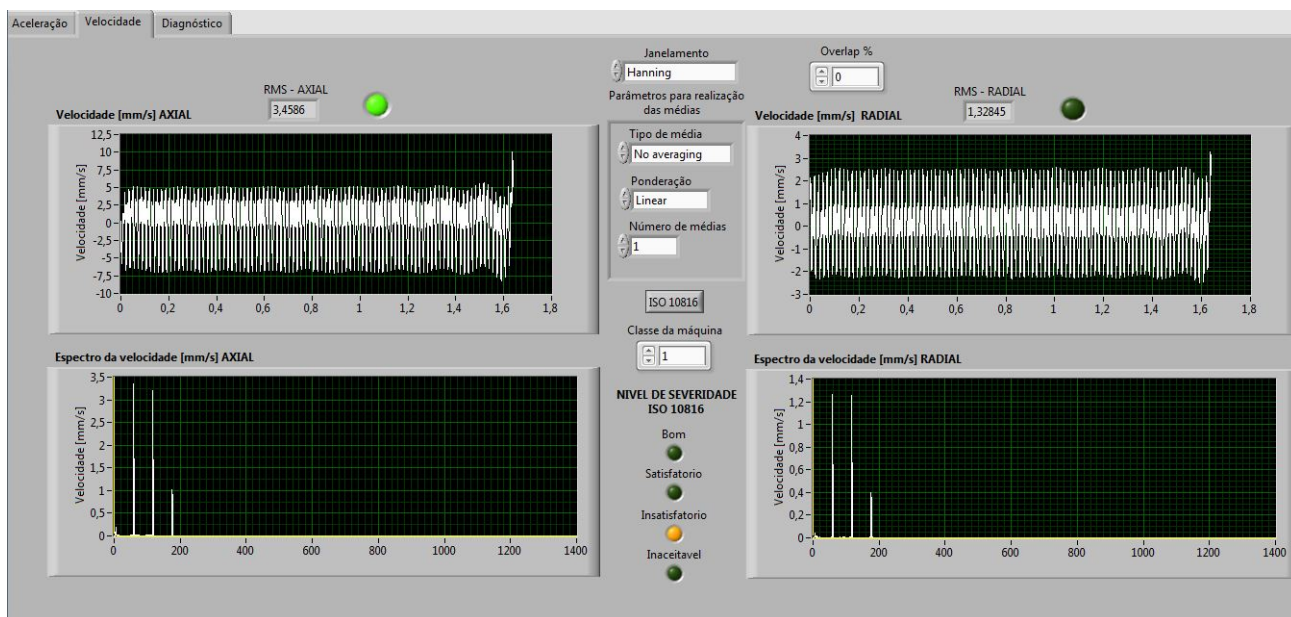 Aceleração
Velocidade
Diagnóstico
RMS - AXIAL
3,4586
Velocidade [mm/s] AXIAL
Velocidade [mm/s]
12,5
10
7,5
5
2,5
0
-2,5
-5
-7,5
-10
0
0,2
0,4
0,6
0,8
1
1,2
1,4
1,6
1,8
Espectro da velocidade [mm/s] AXIAL
Velocidade [mm/s]
3,5
3
2,5
2
1,5
1
0,5
0
0
200
400
600
800
1000
1200
1400
Janelamento
Hanning
Parâmetros para realização
das médias
Tipo de média
No averaging
Ponderação
Linear
Número de médias
1
ISO 10816
Classe da máquina
1
NIVEL DE SEVERIDADE
ISO 10816
Bom
Satisfatorio
Insatisfatorio
Inaceitavel
Overlap %
0
RMS - RADIAL
1,32845
Velocidade [mm/s] RADIAL
Velocidade [mm/s]
4
3
2
1
0
-1
-2
-3
0
0,2
0,4
0,6
0,8
1
1,2
1,4
1,6
1,8
Espectro da velocidade [mm/s] RADIAL
Velocidade [mm/s]
1,4
1,2
1
0,8
0,6
0,4
0,2
0
0
200
400
600
800
1000
1200
1400